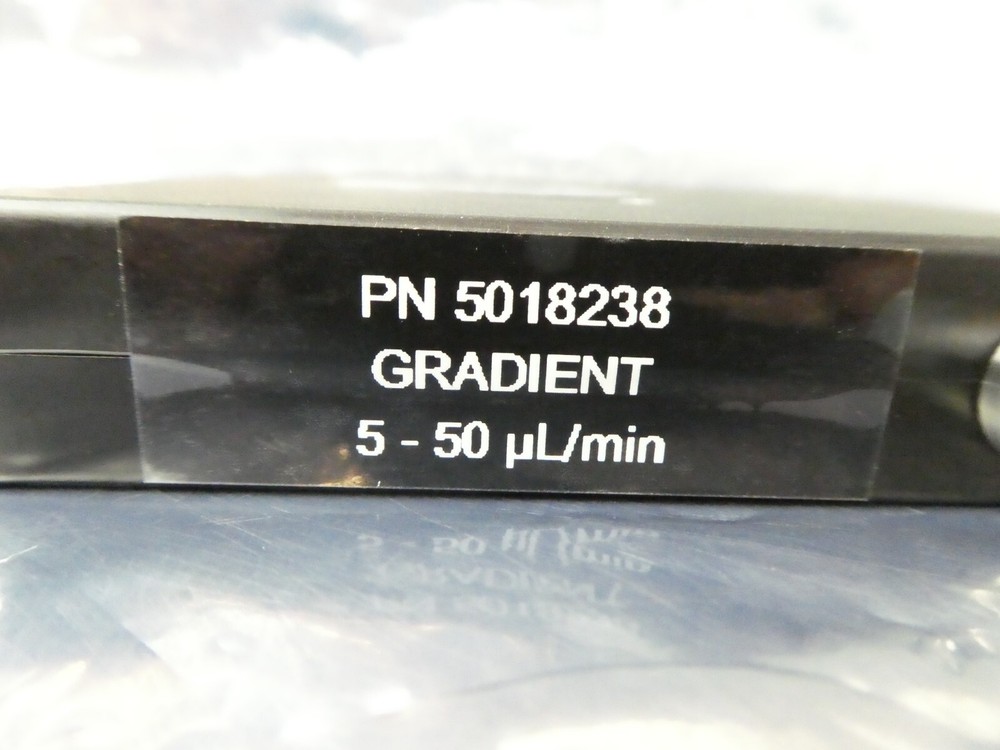 PN 5018238
GRADIENT
5 - 50 µL/min